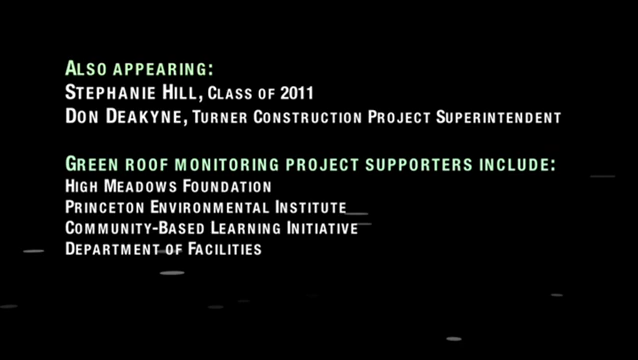 Also appearing:
Stephanie Hill, Class of 2011
Don Deakyne, Turner Construction Project Superintendent
Green roof monitoring project supporters include:
High Meadows Foundation
Princeton Environmental Institute
Community-Based Learning Initiative
Department of Facilities